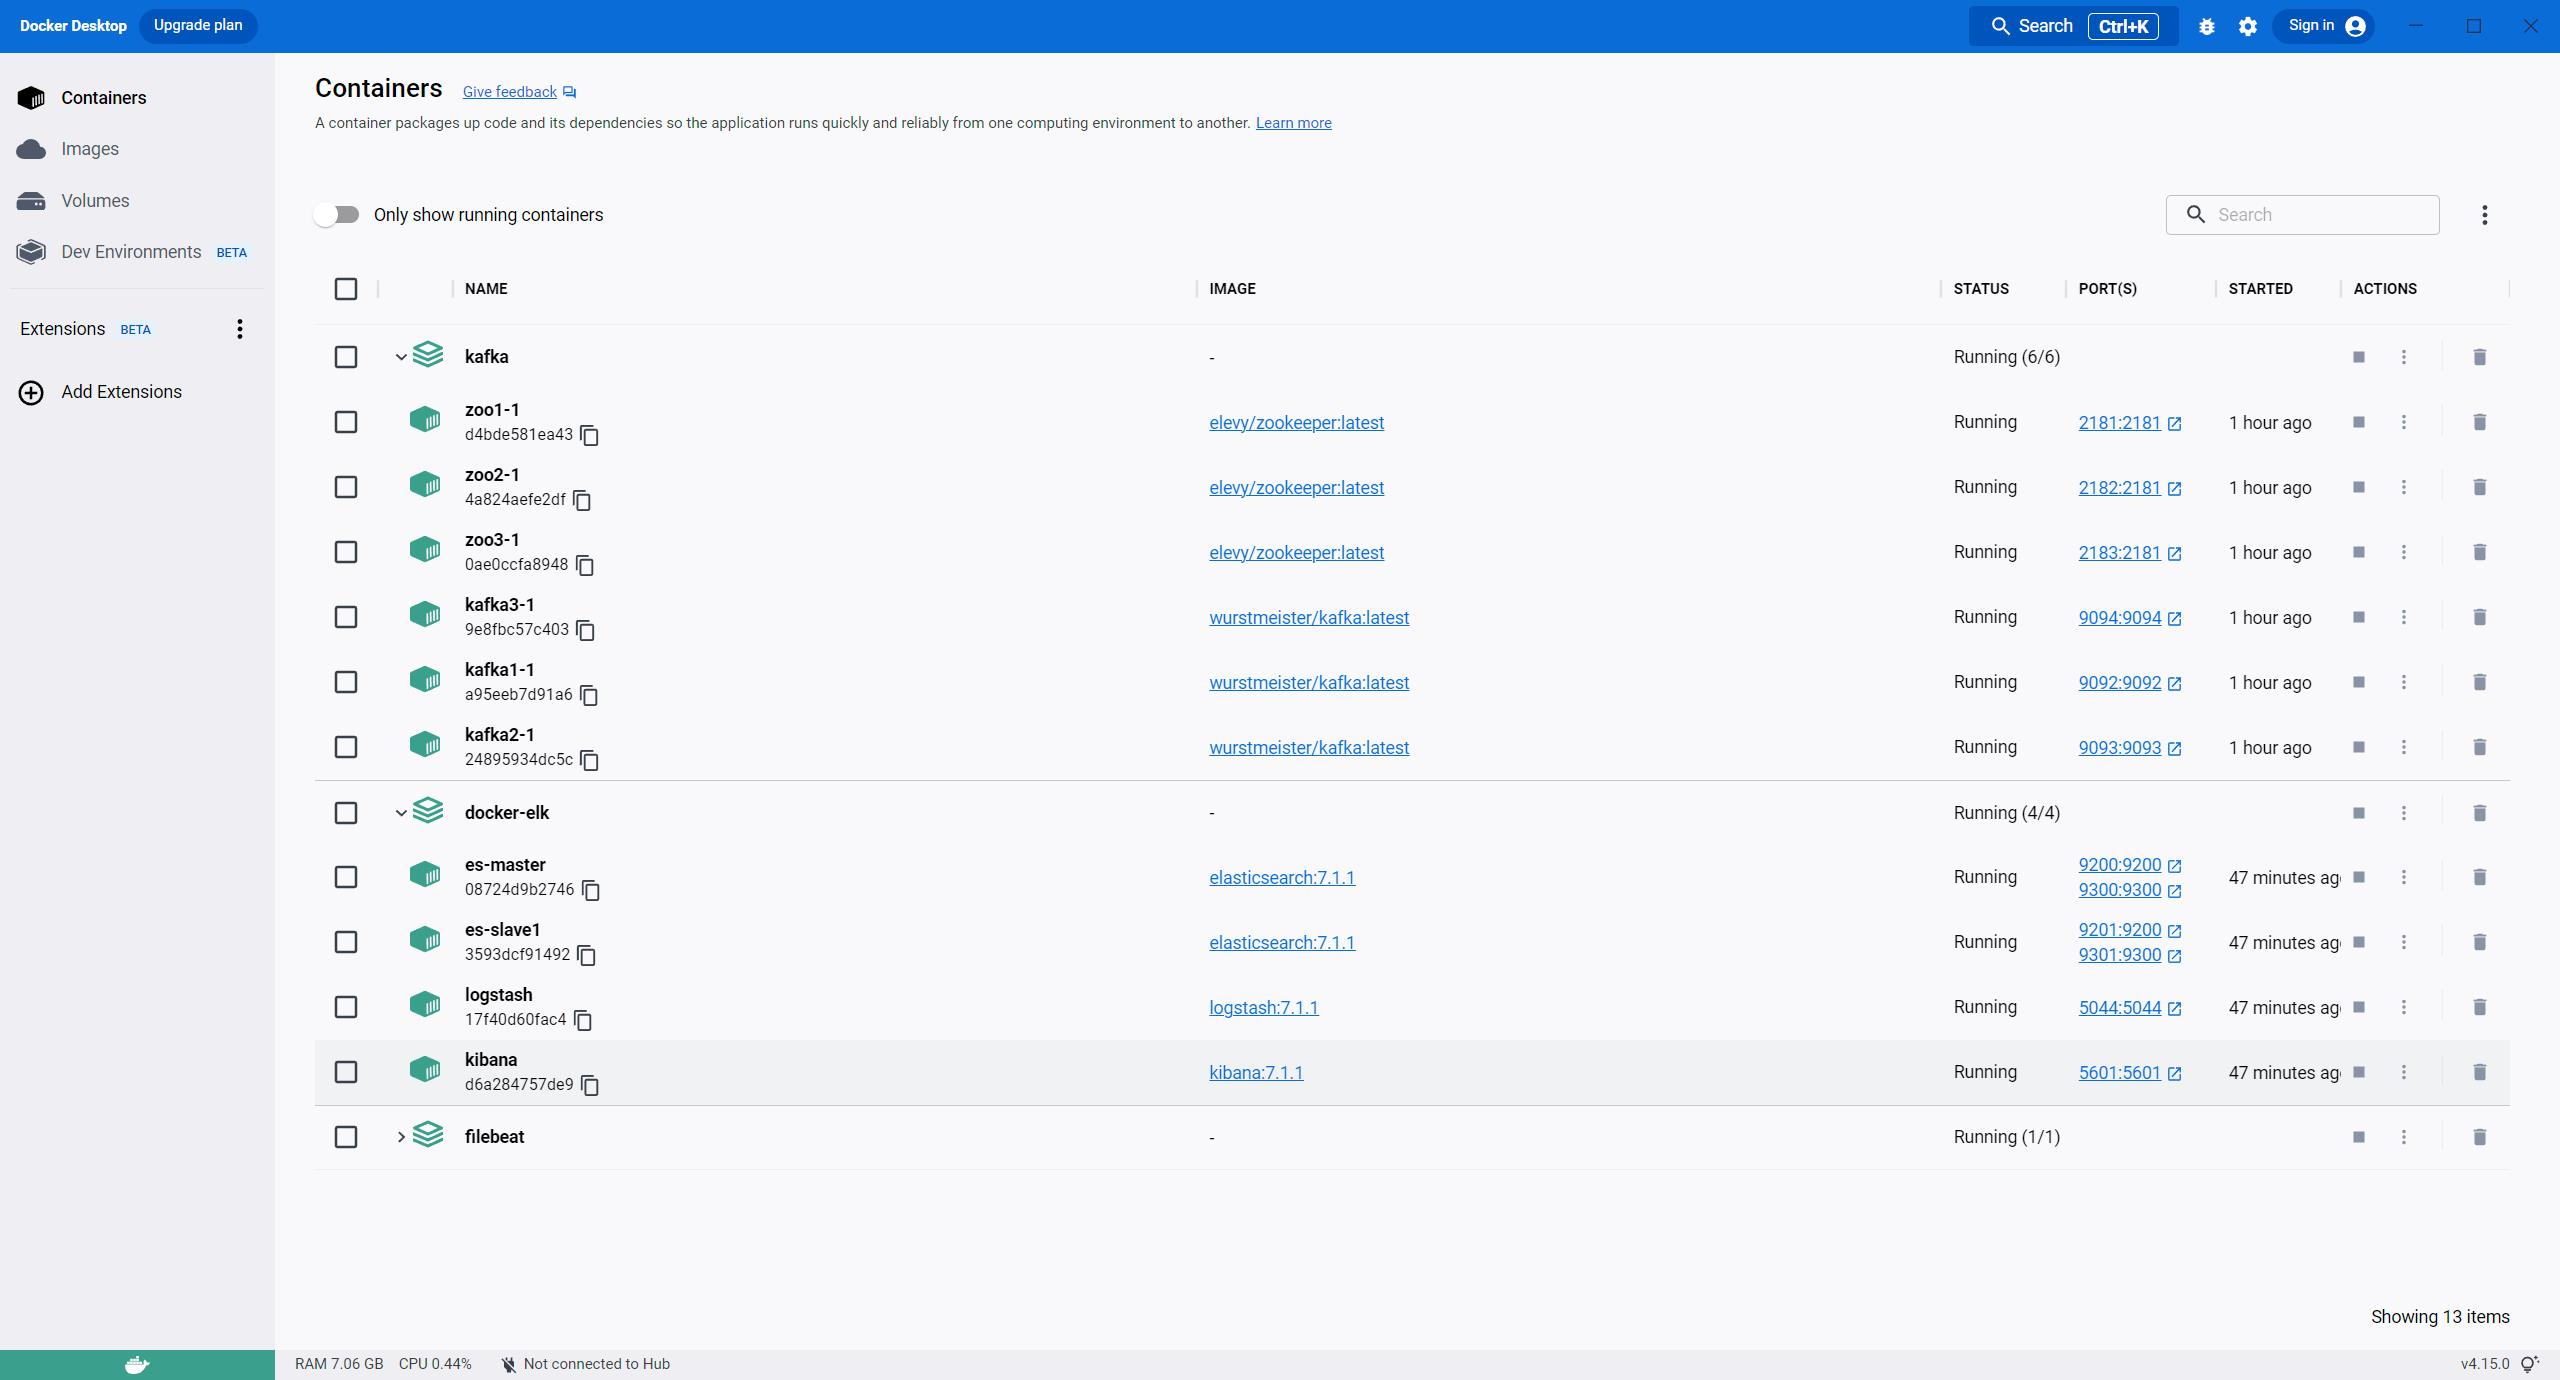 Docker Desktop Upgrade plan Search Ctrl+K Sign in
Containers
Images
Volumes
Dev Environments BETA
Extensions BETA
Add Extensions
Containers Give feedback
A container packages up code and its dependencies so the application runs quickly and reliably from one computing environment to another. Learn more
Only show running containers Search
NAME IMAGE STATUS PORT(S) STARTED ACTIONS
kafka - Running (6/6)
zoo1-1
d4bde581ea43 elevy/zookeeper:latest Running 2181:2181 1 hour ago
zoo2-1
4a824aefe2df elevy/zookeeper:latest Running 2182:2181 1 hour ago
zoo3-1
0ae0ccfa8948 elevy/zookeeper:latest Running 2183:2181 1 hour ago
kafka3-1
9e8fbc57c403 wurstmeister/kafka:latest Running 9094:9094 1 hour ago
kafka1-1
a95eeb7d91a6 wurstmeister/kafka:latest Running 9092:9092 1 hour ago
kafka2-1
24895934dc5c wurstmeister/kafka:latest Running 9093:9093 1 hour ago
docker-elk - Running (4/4)
es-master 9200:9200
08724d9b2746 elasticsearch:7.1.1 Running 9300:9300 47 minutes ag
es-slave1 9201:9200
3593dcf91492 elasticsearch:7.1.1 Running 9301:9300 47 minutes ag
logstash
17f40d60fac4 logstash:7.1.1 Running 5044:5044 47 minutes ag
kibana
d6a284757de9 kibana:7.1.1 Running 5601:5601 47 minutes ag
filebeat - Running (1/1)
Showing 13 items
RAM 7.06 GB CPU 0.44% Not connected to Hub v4.15.0